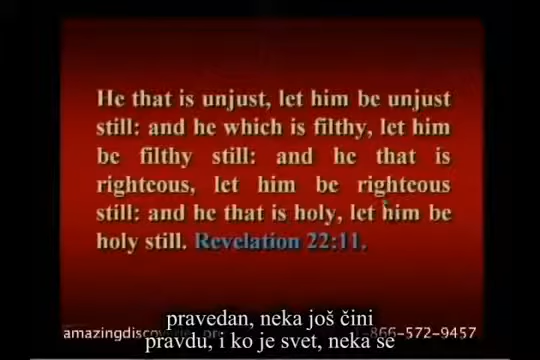 He that is unjust, let him be unjust
still: and he which is filthy, let him
be filthy still: and he that is
righteous, let him be righteous
still: and he that is holy, let him be
holy still. Revelation 22:11.
pravedan, neka još čini
pravdu, i ko je svet, neka se
-866-572-9457